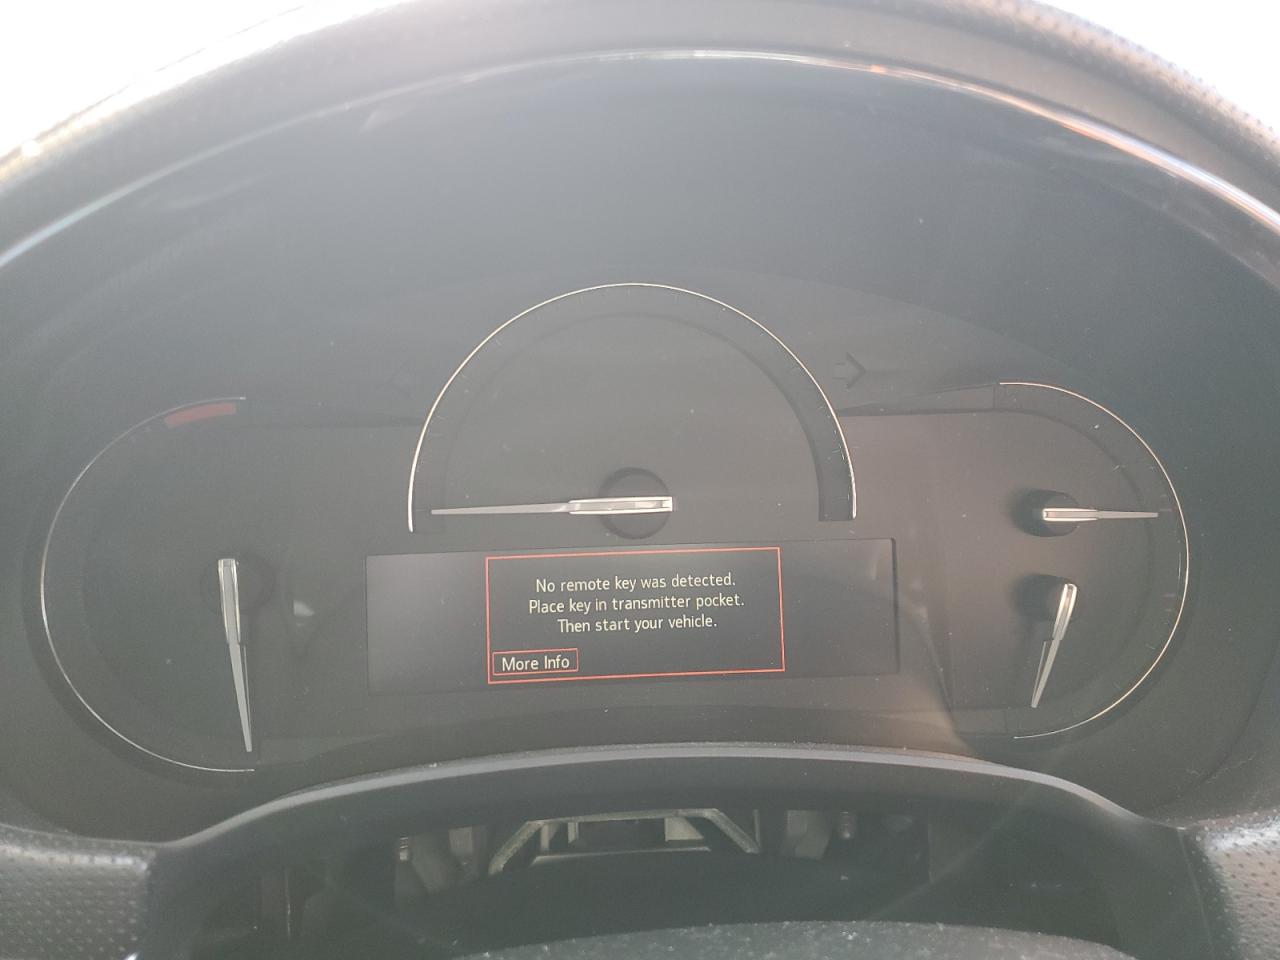 No remote key was detected.
Place key in transmitter pocket.
Then start your vehicle.
More Info